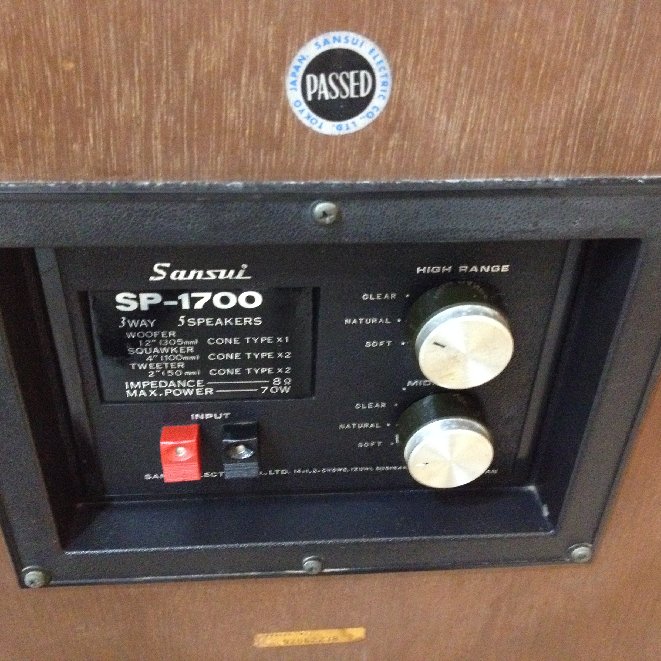 SANSUI ELECTRIC CO., LTD. TOKYO JAPAN.
PASSED
Sansui
SP-1700
3WAY 5SPEAKERS
WOOFER
12"(305mm) CONE TYPE×1
SQUAWKER
4"(100mm) CONE TYPE×2
TWEETER
2"(50mm) CONE TYPE×2
IMPEDANCE 8Ω
MAX. POWER 70W
INPUT
HIGH RANGE
CLEAR
NATURAL
SOFT
CLEAR
NATURAL
SOFT